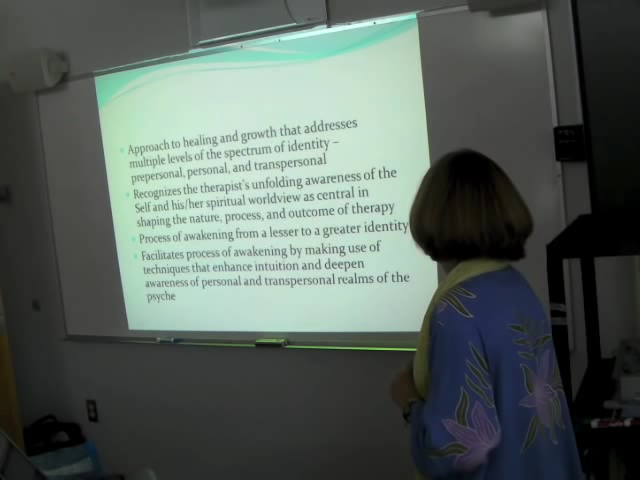 Approach to healing and growth that addresses
multiple levels of the spectrum of identity –
prepersonal, personal, and transpersonal
Recognizes the therapist's unfolding awareness of the
Self and his/her spiritual worldview as central in
shaping the nature, process, and outcome of therapy
Process of awakening from a lesser to a greater identity
Facilitates process of awakening by making use of
techniques that enhance intuition and deepen
awareness of personal and transpersonal realms of the
psyche